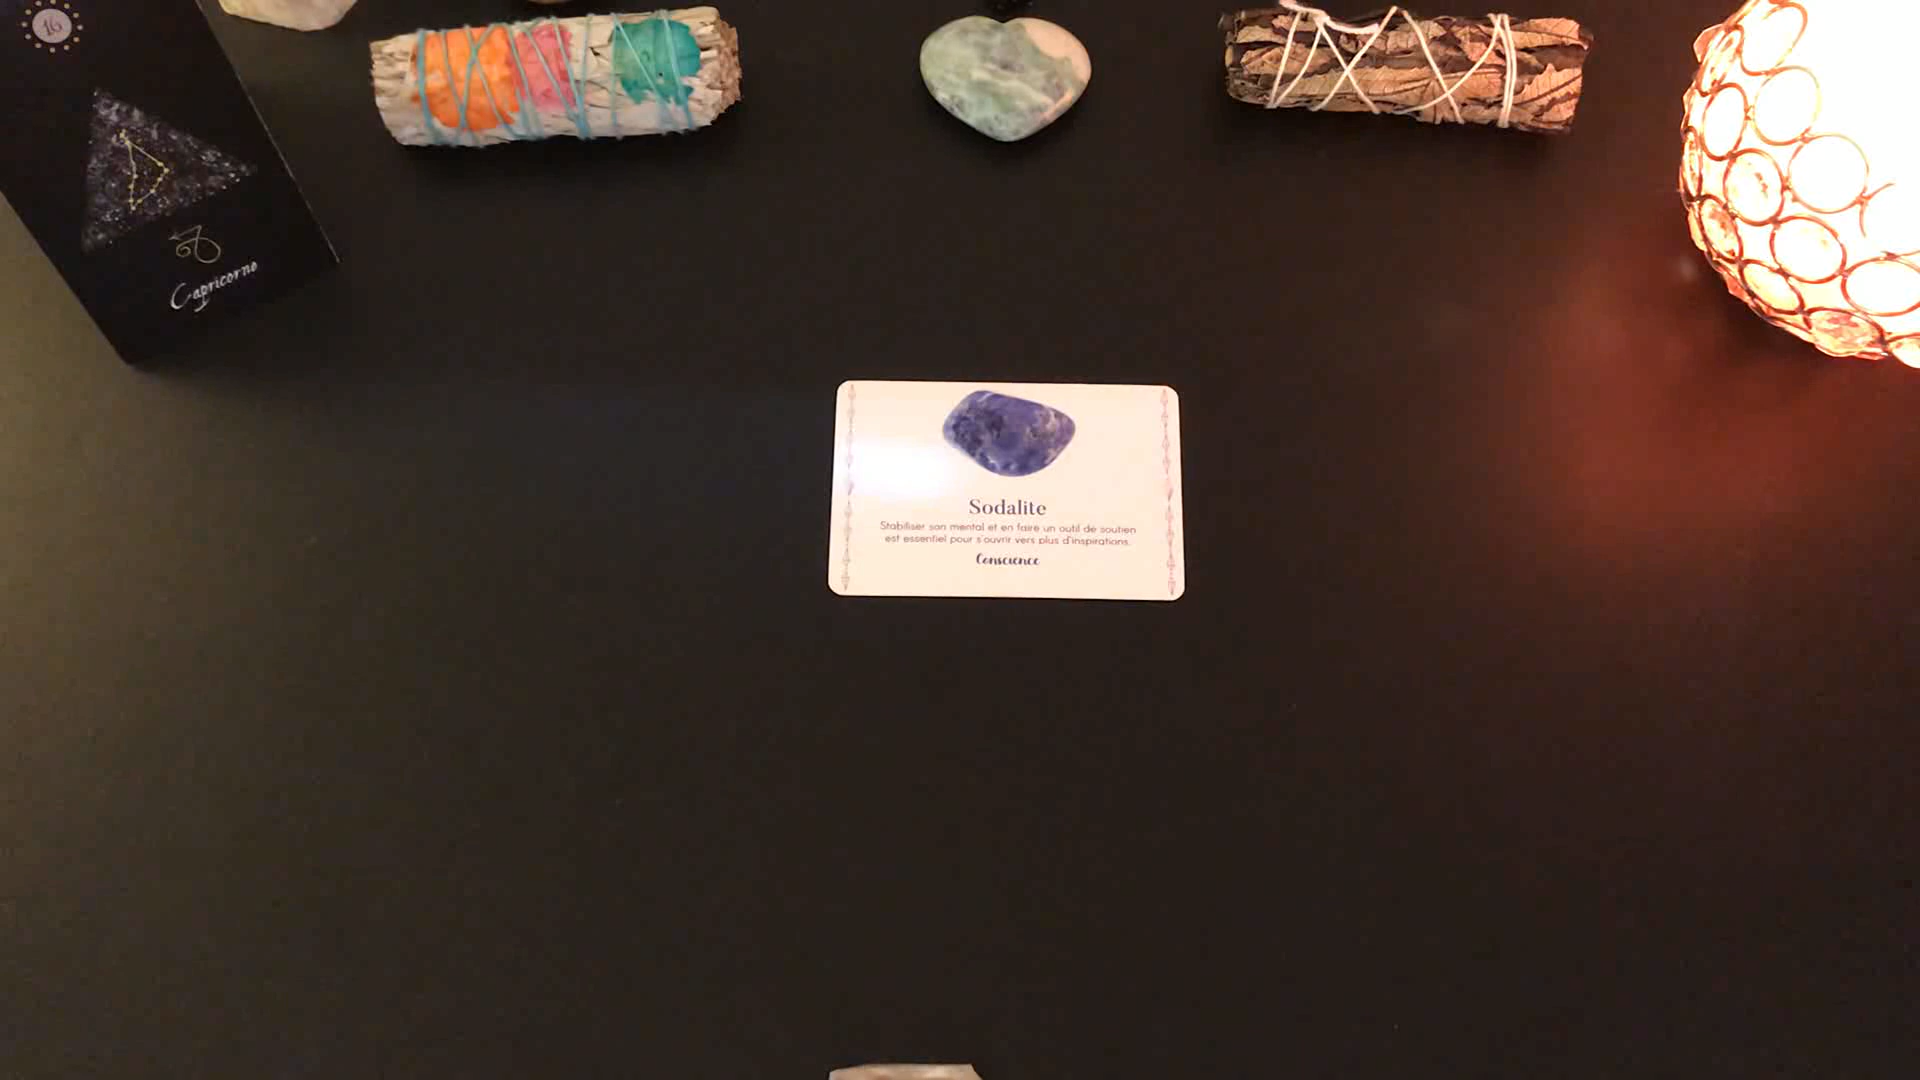 16
Capricorne
Sodalite
Stabiliser son mental et en faire un outil de soutien
est essentiel pour s'ouvrir vers plus d'inspirations.
Conscience